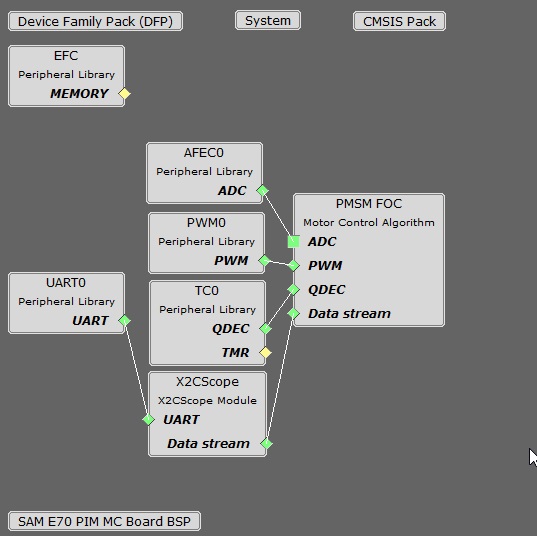 Device Family Pack (DFP)
System
CMSIS Pack
EFC
Peripheral Library
MEMORY
AFEC0
Peripheral Library
ADC
PWM0
Peripheral Library
PWM
PMSM FOC
Motor Control Algorithm
ADC
PWM
QDEC
Data stream
UART0
Peripheral Library
UART
TC0
Peripheral Library
QDEC
TMR
X2CScope
X2CScope Module
UART
Data stream
SAM E70 PIM MC Board BSP